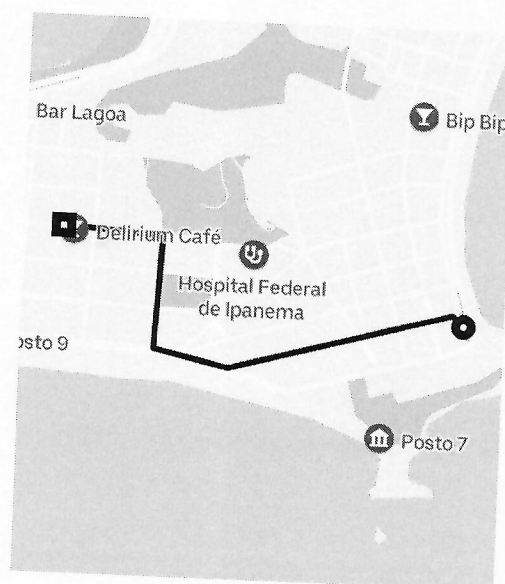 Bar Lagoa
Bip Bip
Delirium Café
Hospital Federal
de Ipanema
osto 9
Posto 7